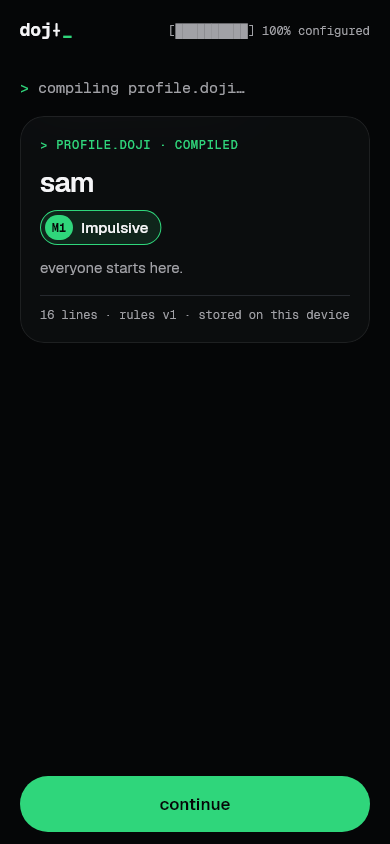 doji_
[██████████] 100% configured
> compiling profile.doji…
> PROFILE.DOJI · COMPILED
sam
M1 Impulsive
everyone starts here.
16 lines · rules v1 · stored on this device
continue